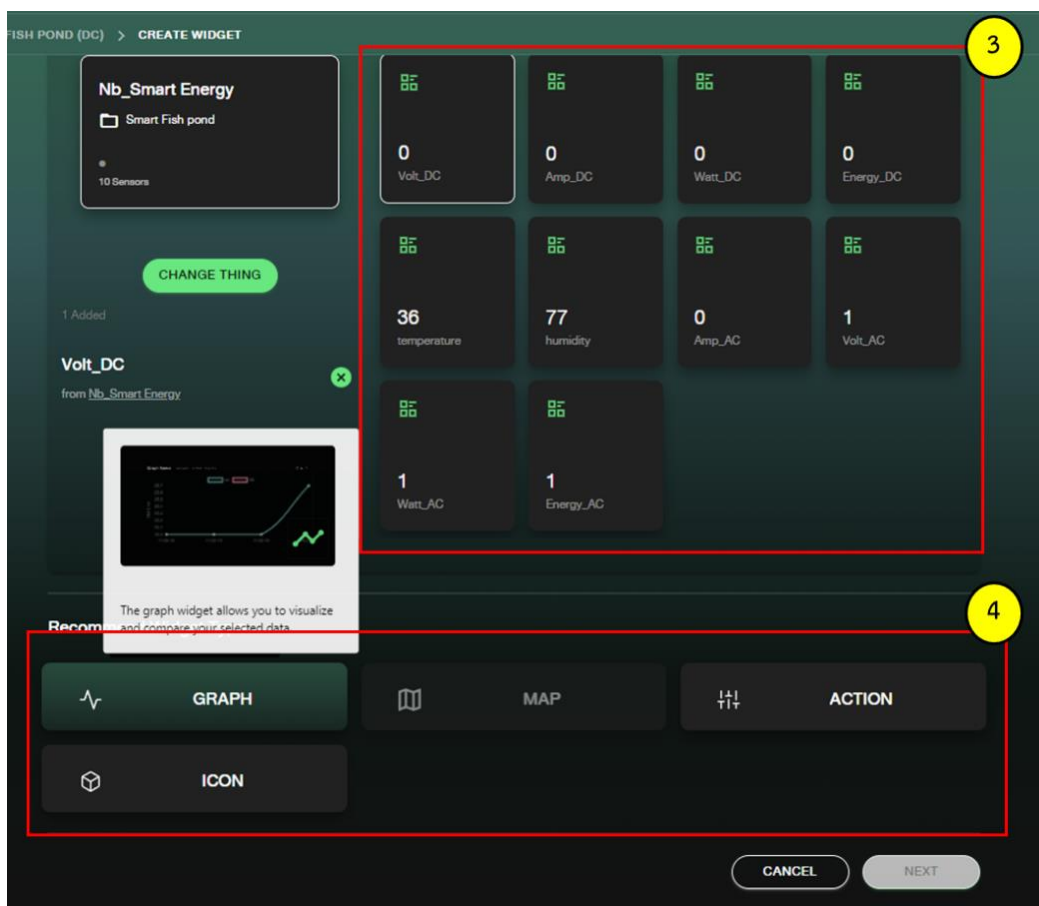 FISH POND (DC) > CREATE WIDGET
3
Nb_Smart Energy
Smart Fish pond
10 Sensors
CHANGE THING
1 Added
Volt_DC
from Nb_Smart Energy
0
Volt_DC
0
Amp_DC
0
Watt_DC
0
Energy_DC
36
temperature
77
humidity
0
Amp_AC
1
Volt_AC
1
Watt_AC
1
Energy_AC
The graph widget allows you to visualize
and compare your selected data
4
GRAPH
MAP
ACTION
ICON
CANCEL
NEXT